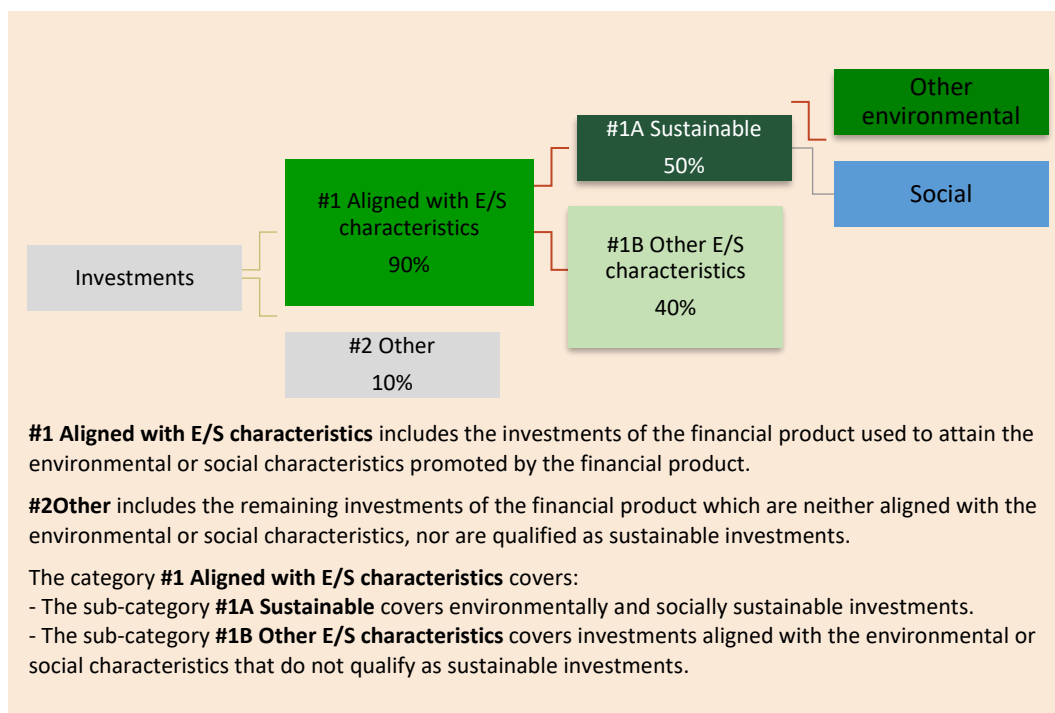 Other
environmental
#1A Sustainable
50%
Social
#1 Aligned with E/S
characteristics
90%
#1B Other E/S
characteristics
40%
Investments
#2 Other
10%
#1 Aligned with E/S characteristics includes the investments of the financial product used to attain the
environmental or social characteristics promoted by the financial product.
#2Other includes the remaining investments of the financial product which are neither aligned with the
environmental or social characteristics, nor are qualified as sustainable investments.
The category #1 Aligned with E/S characteristics covers:
- The sub-category #1A Sustainable covers environmentally and socially sustainable investments.
- The sub-category #1B Other E/S characteristics covers investments aligned with the environmental or
social characteristics that do not qualify as sustainable investments.